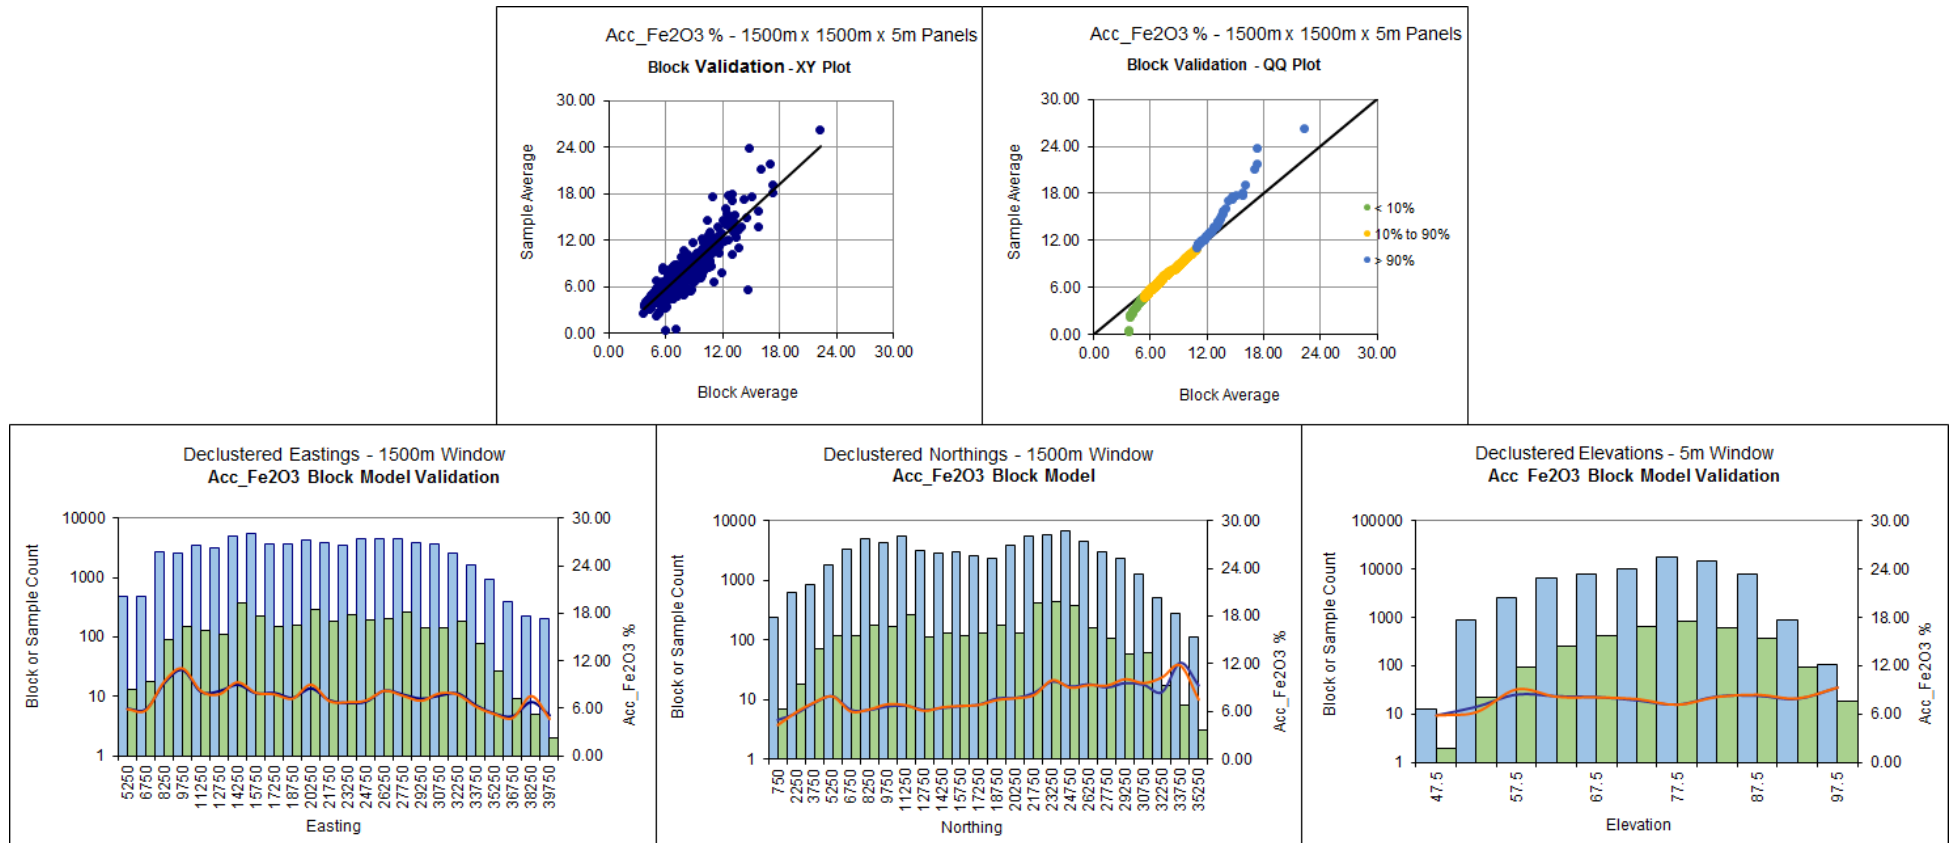 Acc_Fe2O3 % - 1500m x 1500m x 5m Panels
Block Validation - XY Plot
30.00
24.00
18.00
12.00
6.00
0.00
0.00 6.00 12.00 18.00 24.00 30.00
Sample Average
Block Average
Acc_Fe2O3 % - 1500m x 1500m x 5m Panels
Block Validation - QQ Plot
30.00
24.00
18.00
12.00
6.00
0.00
0.00 6.00 12.00 18.00 24.00 30.00
Sample Average
Block Average
< 10%
10% to 90%
> 90%
Declustered Eastings - 1500m Window
Acc_Fe2O3 Block Model Validation
10000
1000
100
10
1
30.00
24.00
18.00
12.00
6.00
0.00
Block or Sample Count
Acc_Fe2O3 %
5250 6750 8250 9750 11250 12750 14250 15750 17250 18750 20250 21750 23250 24750 26250 27750 29250 30750 32250 33750 35250 36750 38250 39750
Easting
Declustered Northings - 1500m Window
Acc_Fe2O3 Block Model
10000
1000
100
10
1
30.00
24.00
18.00
12.00
6.00
0.00
Block or Sample Count
Acc_Fe2O3 %
750 2250 3750 5250 6750 8250 9750 11250 12750 14250 15750 17250 18750 20250 21750 23250 24750 26250 27750 29250 30750 32250 33750 35250
Northing
Declustered Elevations - 5m Window
Acc Fe2O3 Block Model Validation
100000
10000
1000
100
10
1
30.00
24.00
18.00
12.00
6.00
0.00
Block or Sample Count
Acc_Fe2O3 %
47.5 57.5 67.5 77.5 87.5 97.5
Elevation